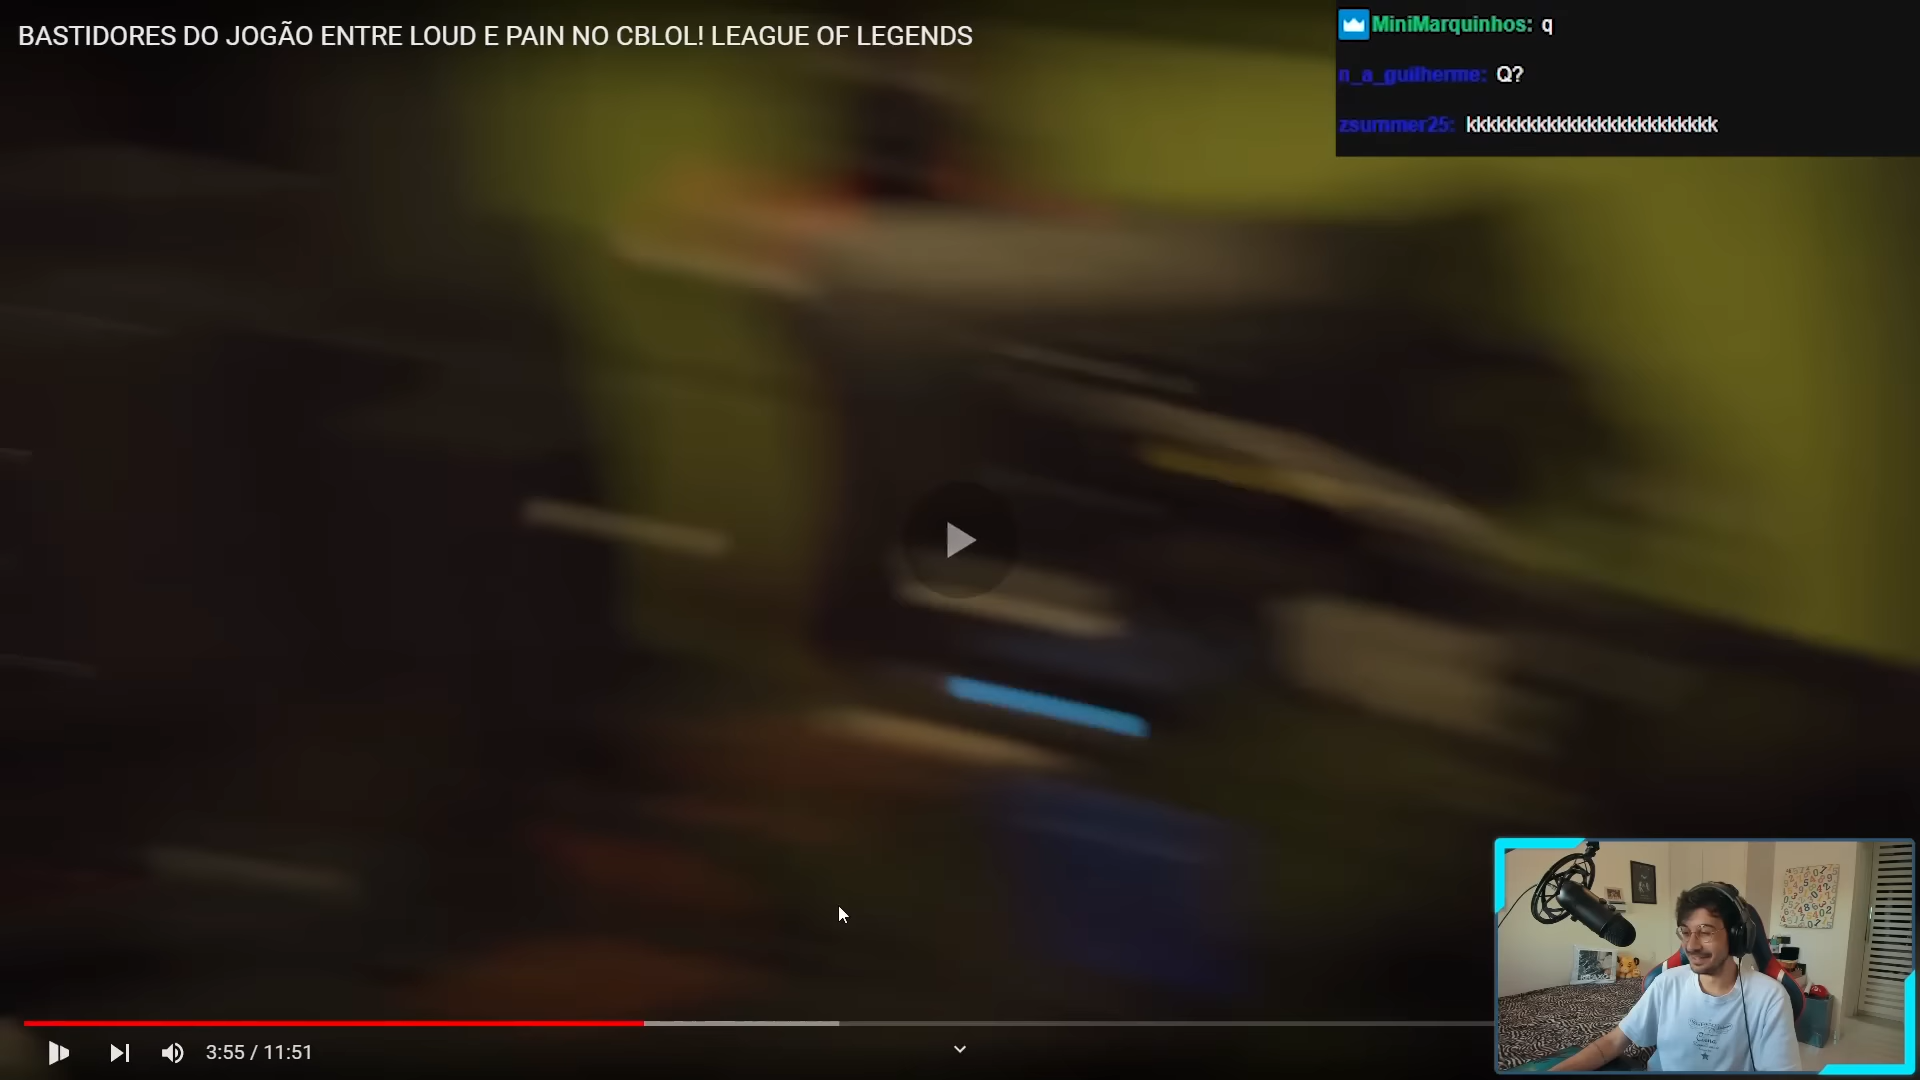 BASTIDORES DO JOGÃO ENTRE LOUD E PAIN NO CBLOL! LEAGUE OF LEGENDS
MiniMarquinhos: q
n_a_guilherme: Q?
zsummer25: kkkkkkkkkkkkkkkkkkkkkkkkk
3:55 / 11:51